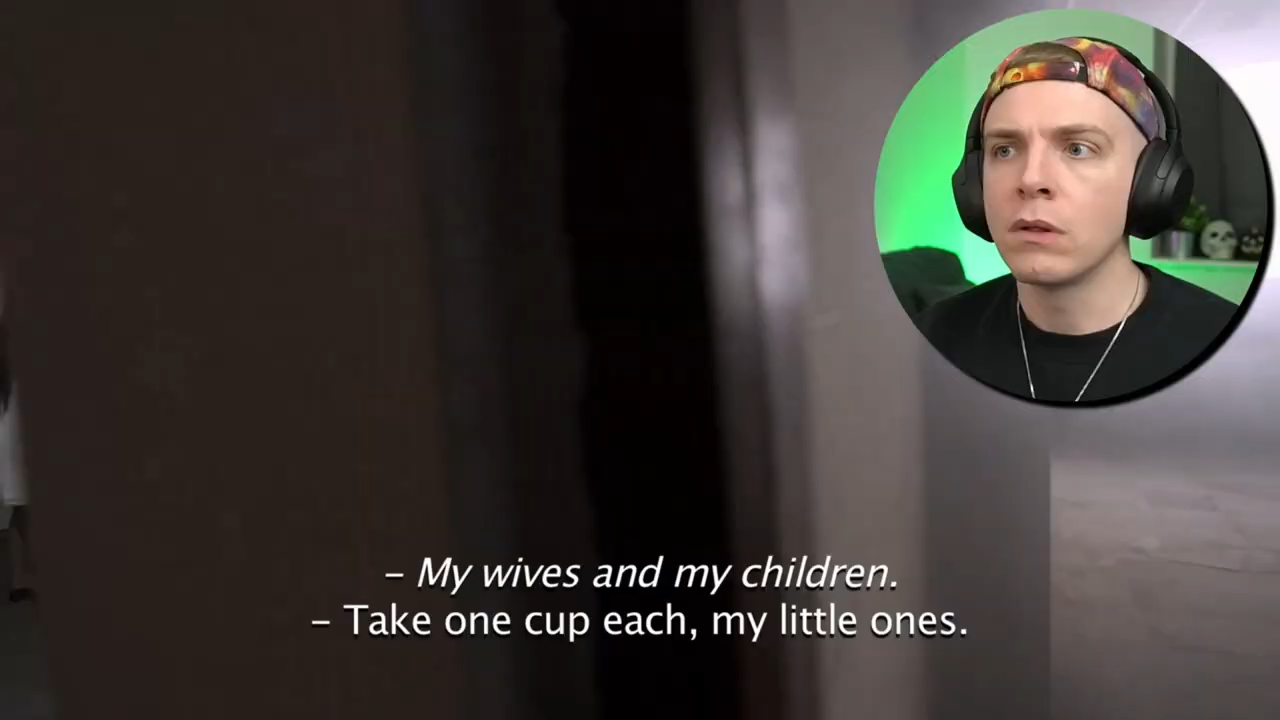 – My wives and my children.
– Take one cup each, my little ones.